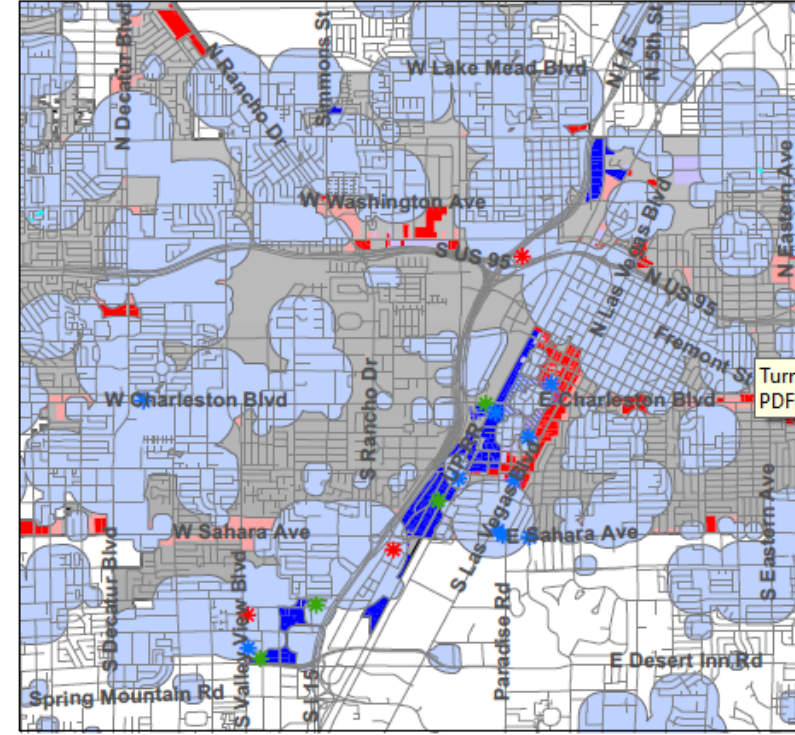 N Decatur Blvd
N Rancho Dr
Simmons St
W Lake Mead Blvd
N I 15
N 5th St
W Washington Ave
N Eastern Ave
S US 95
N Las Vegas Blvd
N US 95
Fremont St
Turn
PDF
W Charleston Blvd
S Rancho Dr
E Charleston Blvd
UPRR
S Las Vegas Blvd
W Sahara Ave
E Sahara Ave
S Eastern Ave
S Decatur Blvd
S Valley View Blvd
Paradise Rd
E Desert Inn Rd
Spring Mountain Rd
S I 15